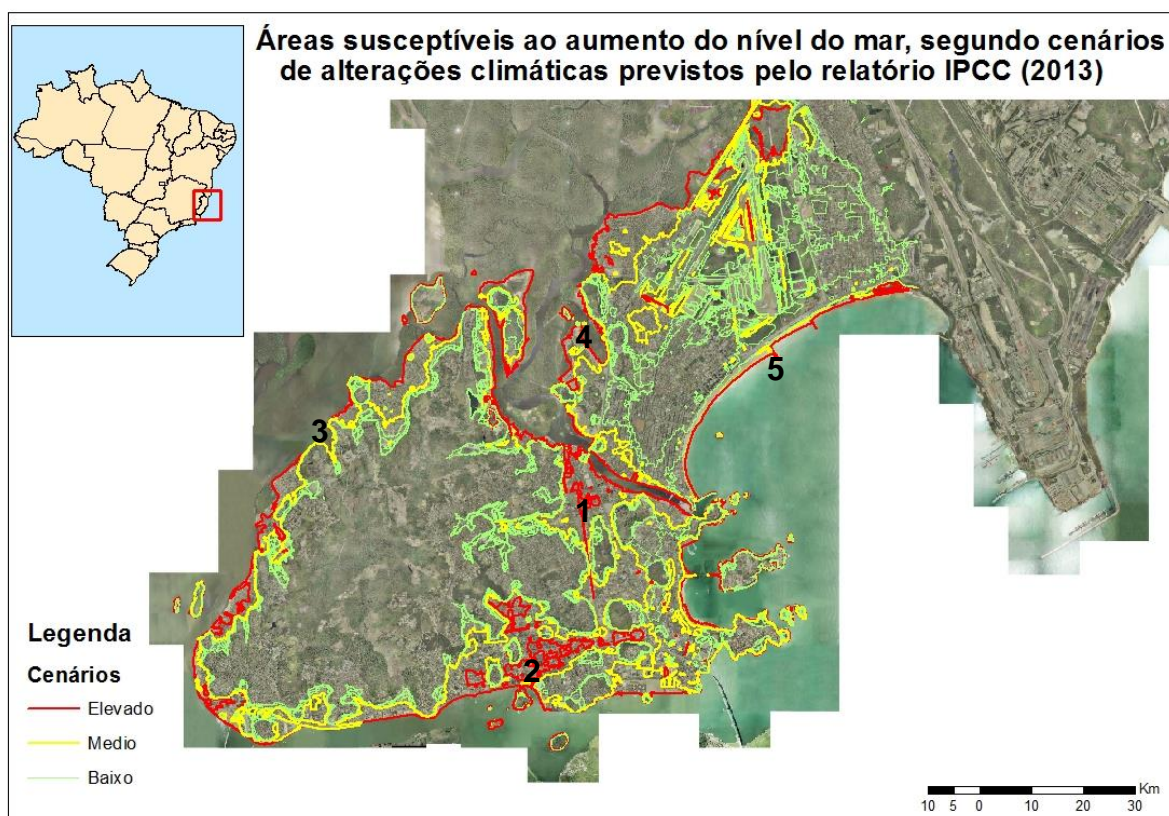 Áreas susceptíveis ao aumento do nível do mar, segundo cenários
de alterações climáticas previstos pelo relatório IPCC (2013)
4
5
3
1
2
Legenda
Cenários
Elevado
Medio
Baixo
Km
10 5 0 10 20 30